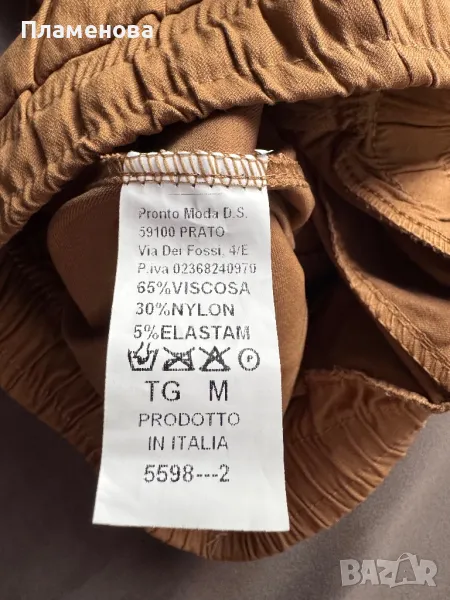 Пламенова
Pronto Moda D.S.
59100 PRATO
Via Dei Fossi, 4/E
P.iva 02368240970
65%VISCOSA
30%NYLON
5%ELASTAM
P
TG M
PRODOTTO
IN ITALIA
5598---2
BAZAR